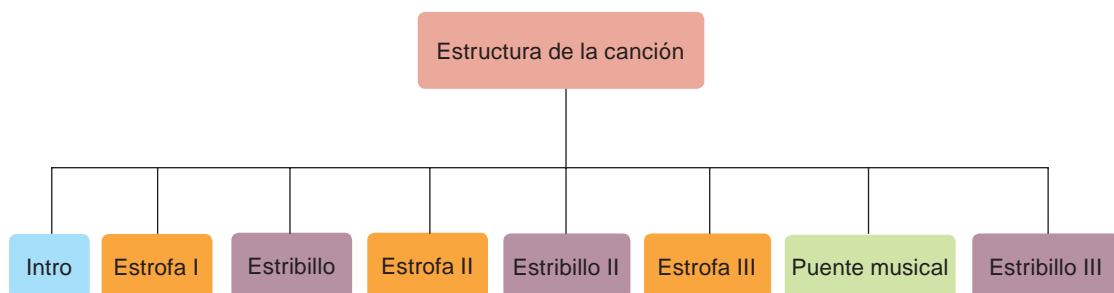 Estructura de la canción
Intro
Estrofa I
Estribillo
Estrofa II
Estribillo II
Estrofa III
Puente musical
Estribillo III